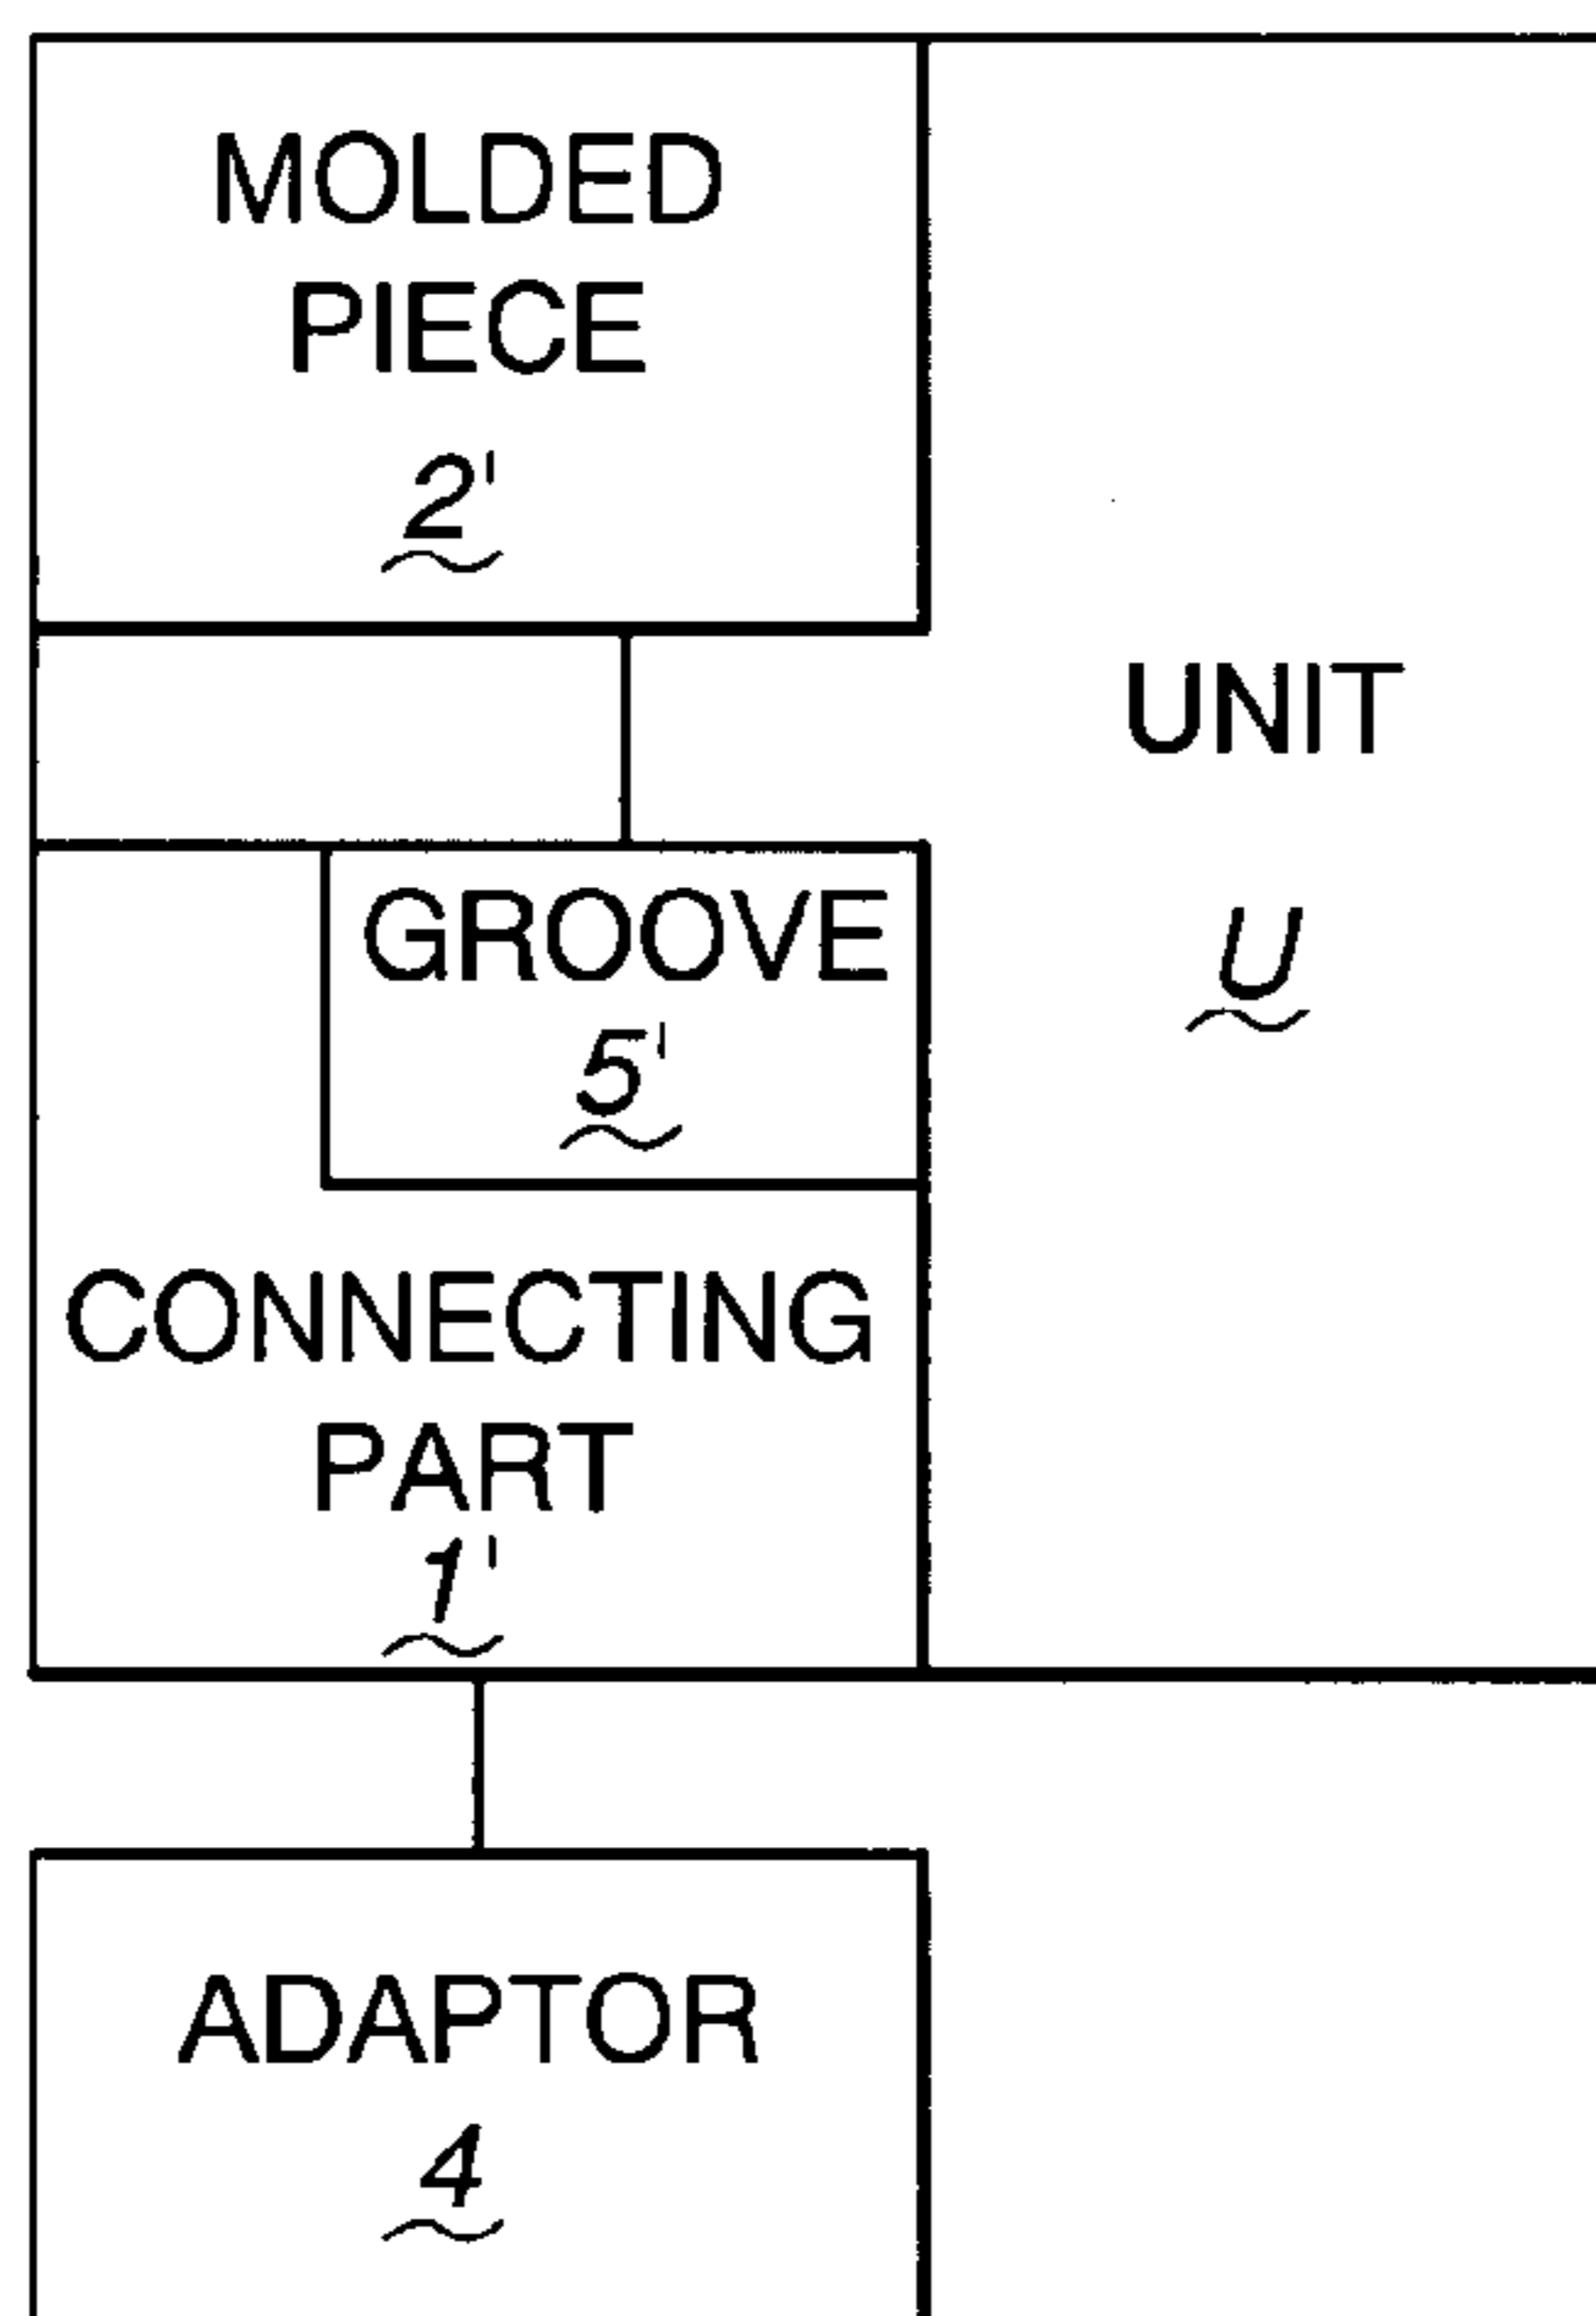 MOLDED
PIECE
2'
UNIT
U
GROOVE
5'
CONNECTING
PART
1'
ADAPTOR
4